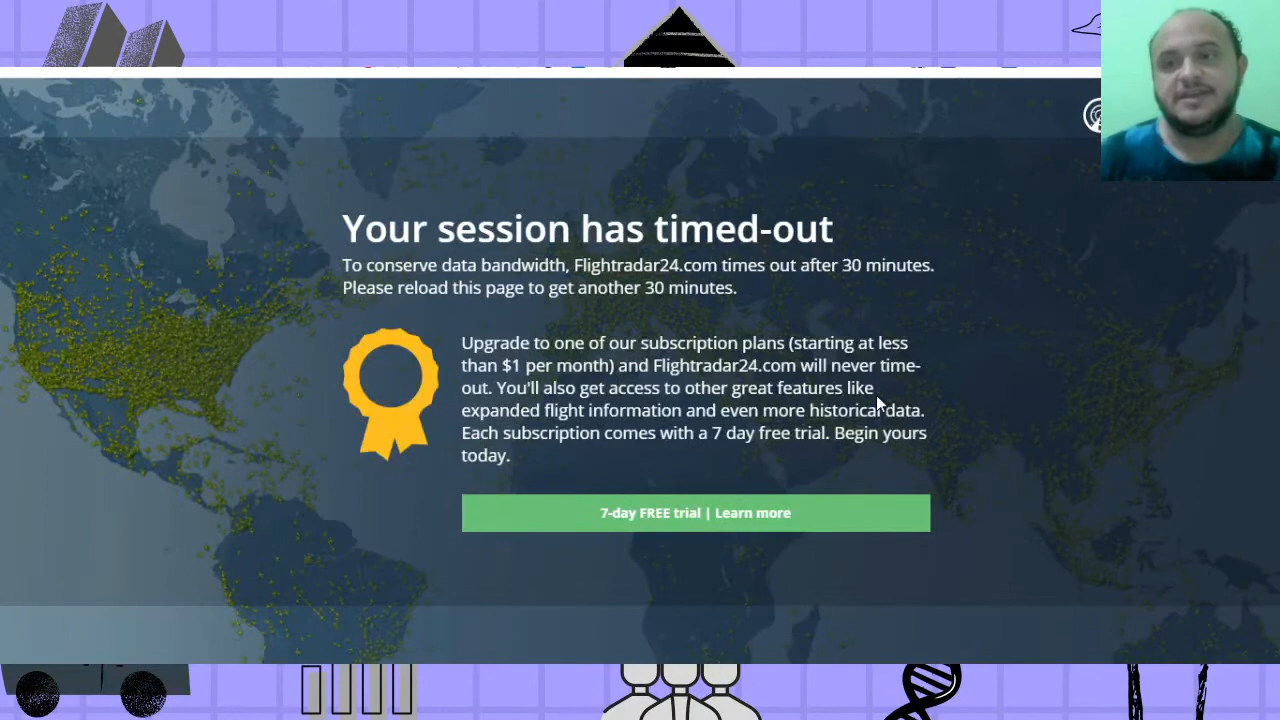 Your session has timed-out
To conserve data bandwidth, Flightradar24.com times out after 30 minutes.
Please reload this page to get another 30 minutes.
Upgrade to one of our subscription plans (starting at less
than $1 per month) and Flightradar24.com will never time-
out. You'll also get access to other great features like
expanded flight information and even more historical data.
Each subscription comes with a 7 day free trial. Begin yours
today.
7-day FREE trial | Learn more